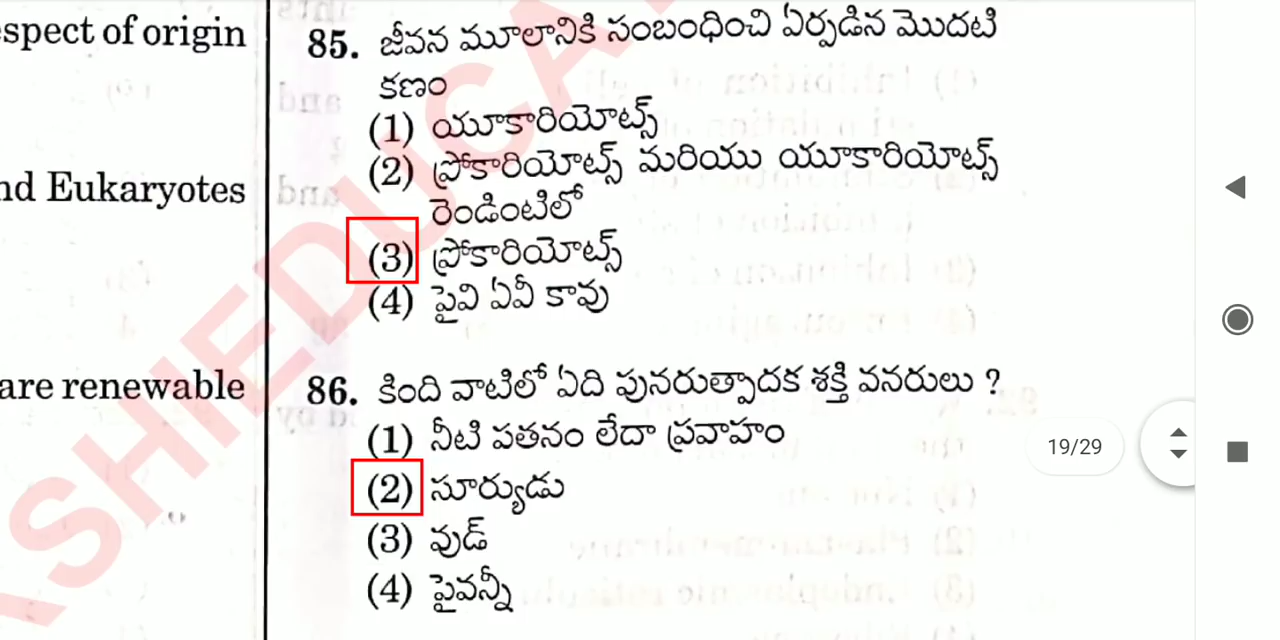 spect of origin
nd Eukaryotes
are renewable
85. జీవన మూలానికి సంబంధించి ఏర్పడిన మొదటి
కణం
(1) యూకారియోట్స్
(2) ప్రోకారియోట్స్ మరియు యూకారియోట్స్
రెండింటిలో
(3) ప్రోకారియోట్స్
(4) పైవి ఏవీ కావు
86. కింది వాటిలో ఏది పునరుత్పాదక శక్తి వనరులు ?
(1) నీటి పతనం లేదా ప్రవాహం
(2) సూర్యుడు
(3) వుడ్
(4) పైవన్నీ
19/29